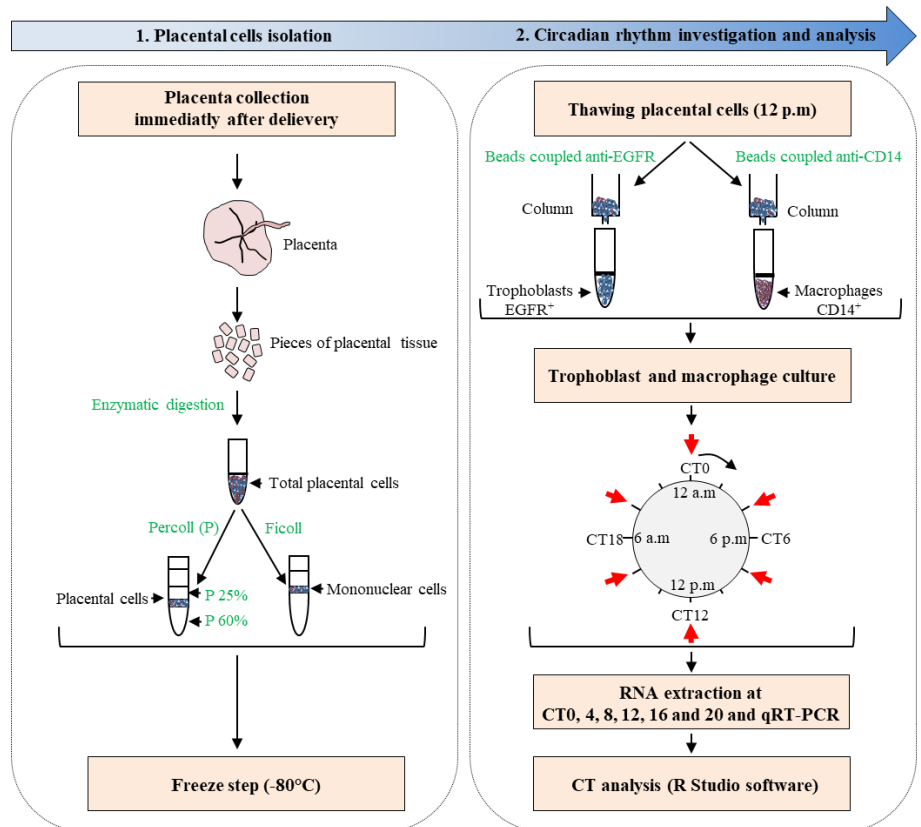 1. Placental cells isolation
2. Circadian rhythm investigation and analysis
Placenta collection
immediatly after delievery
Placenta
Pieces of placental tissue
Enzymatic digestion
Total placental cells
Percoll (P)
Ficoll
Placental cells
P 25%
P 60%
Mononuclear cells
Freeze step (-80°C)
Thawing placental cells (12 p.m)
Beads coupled anti-EGFR
Beads coupled anti-CD14
Column
Column
Trophoblasts
EGFR⁺
Macrophages
CD14⁺
Trophoblast and macrophage culture
CT0
12 a.m
CT18
6 a.m
6 p.m
CT6
12 p.m
CT12
RNA extraction at
CT0, 4, 8, 12, 16 and 20 and qRT-PCR
CT analysis (R Studio software)